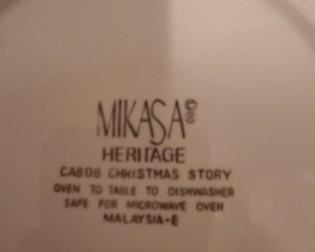 MIKASA®
HERITAGE
CAB08 CHRISTMAS STORY
OVEN TO TABLE TO DISHWASHER
SAFE FOR MICROWAVE OVEN
MALAYSIA-E